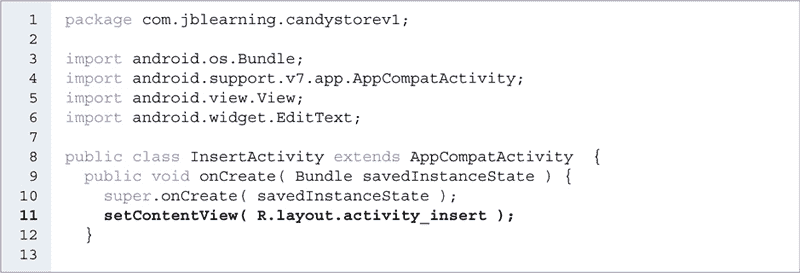 1 package com.jblearning.candystorev1;
2
3 import android.os.Bundle;
4 import android.support.v7.app.AppCompatActivity;
5 import android.view.View;
6 import android.widget.EditText;
7
8 public class InsertActivity extends AppCompatActivity  {
9   public void onCreate( Bundle savedInstanceState ) {
10     super.onCreate( savedInstanceState );
11     setContentView( R.layout.activity_insert );
12   }
13